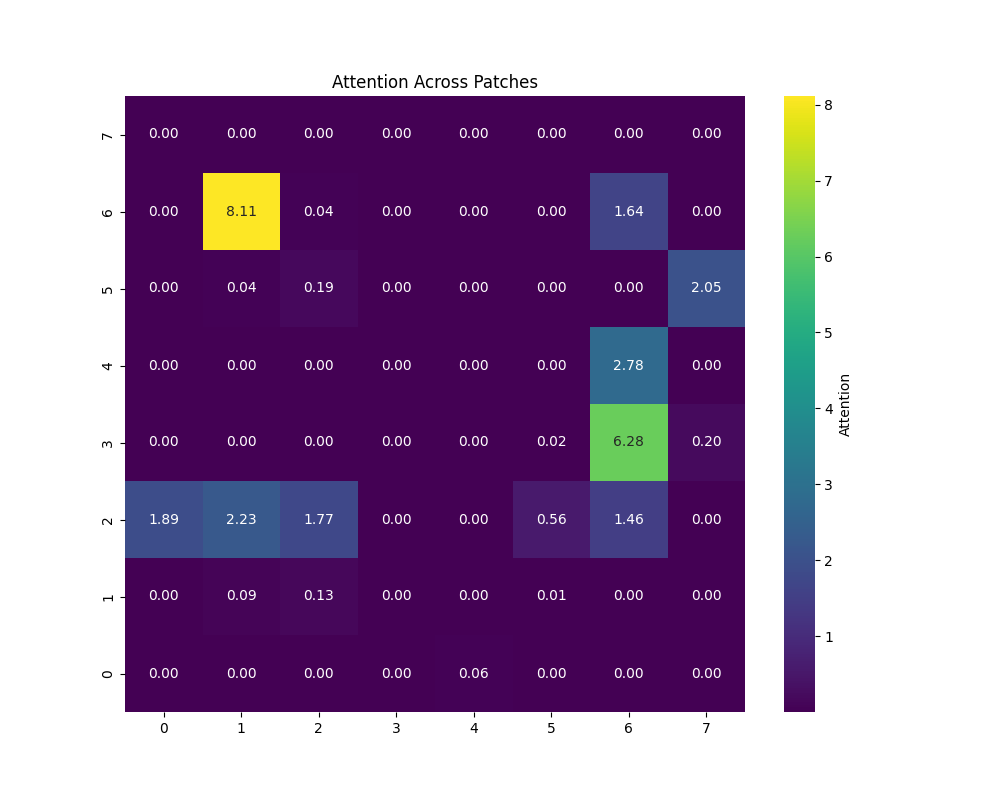 Attention Across Patches
7 0.00 0.00 0.00 0.00 0.00 0.00 0.00 0.00
6 0.00 8.11 0.04 0.00 0.00 0.00 1.64 0.00
5 0.00 0.04 0.19 0.00 0.00 0.00 0.00 2.05
4 0.00 0.00 0.00 0.00 0.00 0.00 2.78 0.00
3 0.00 0.00 0.00 0.00 0.00 0.02 6.28 0.20
2 1.89 2.23 1.77 0.00 0.00 0.56 1.46 0.00
1 0.00 0.09 0.13 0.00 0.00 0.01 0.00 0.00
0 0.00 0.00 0.00 0.00 0.06 0.00 0.00 0.00
0 1 2 3 4 5 6 7
8
7
6
5
4
3
2
1
Attention